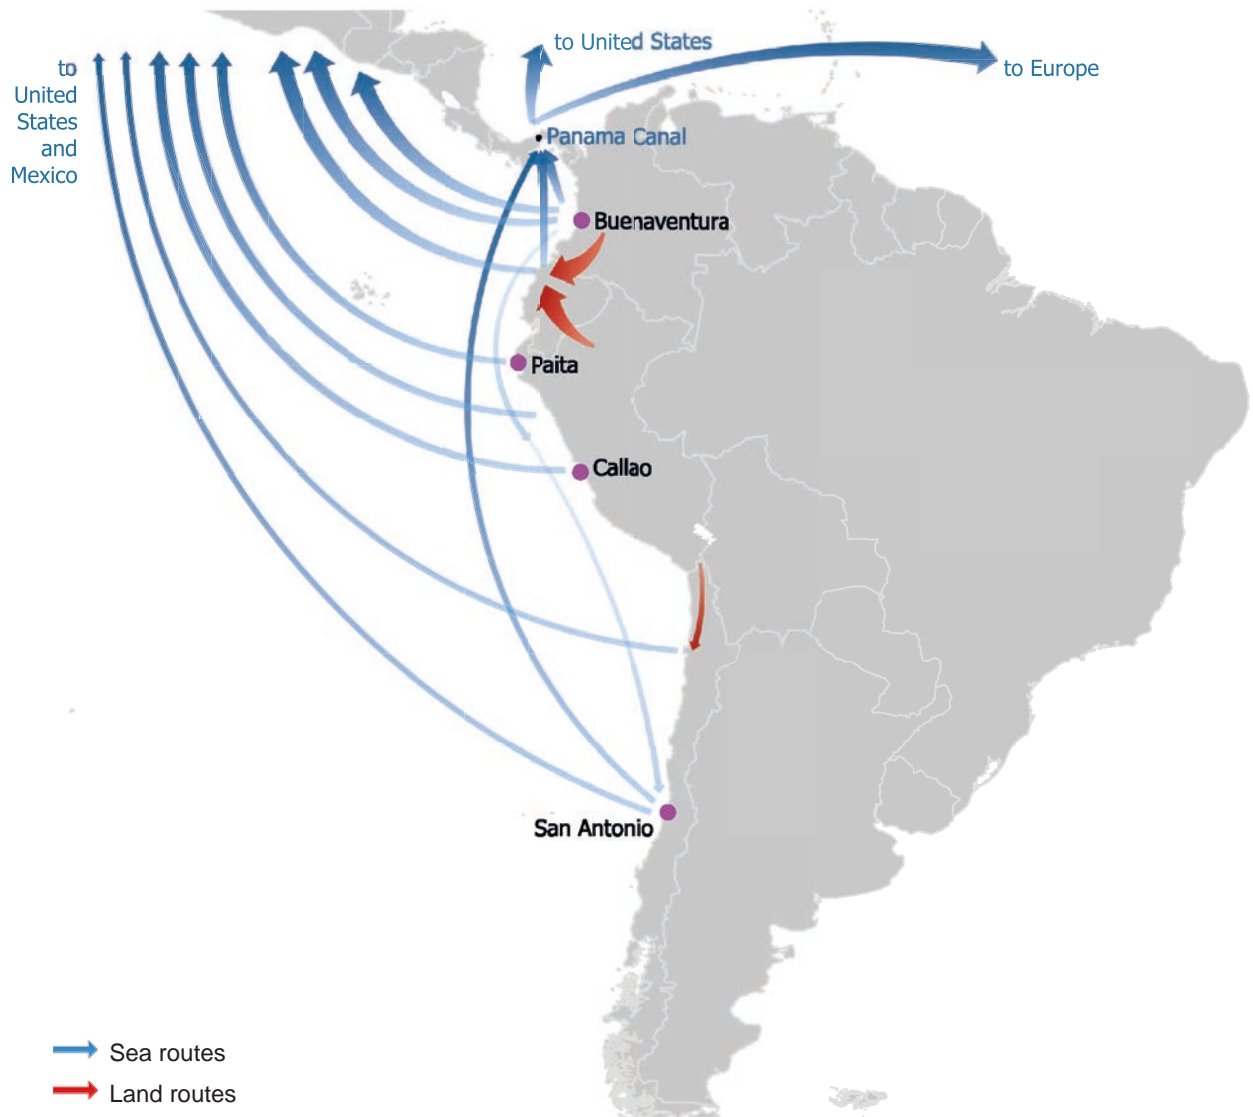 to United States
to
United
States
and
Mexico
to Europe
Panama Canal
Buenaventura
Paita
Callao
San Antonio
Sea routes
Land routes